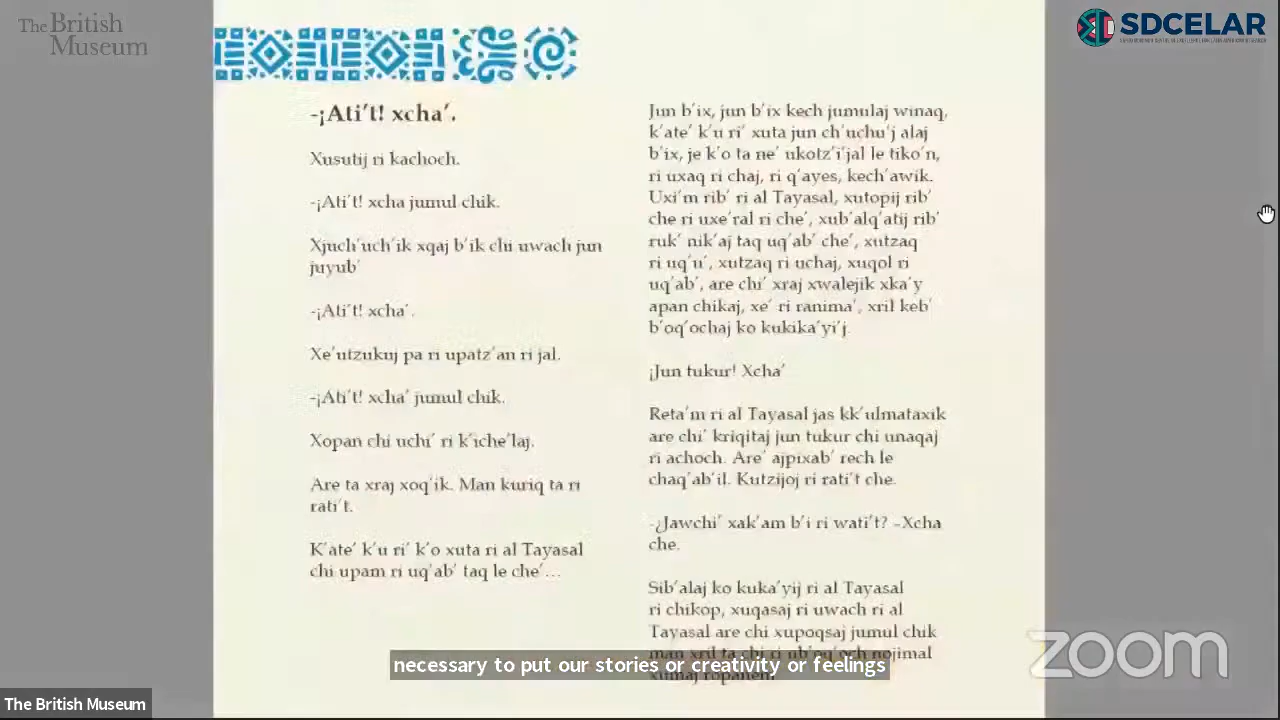 The British
Museum
SDCELAR
-¡Ati’t! xcha’.
Xusutij ri kachoch.
-¡Ati’t! xcha jumul chik.
Xjuch’uch’ik xqaj b’ik chi uwach jun
juyub’
-¡Ati’t! xcha’.
Xe’utzukuj pa ri upatz’an ri jal.
-¡Ati’t! xcha’ jumul chik.
Xopan chi uchi’ ri k’iche’laj.
Are ta xraj xoq’ik. Man kuriq ta ri
rati’t.
K’ate’ k’u ri’ k’o xuta ri al Tayasal
chi upam ri uq’ab’ taq le che’...
Jun b’ix, jun b’ix kech jumulaj winaq,
k’ate’ k’u ri’ xuta jun ch’uchu’j alaj
b’ix, je k’o ta ne’ ukotz’i’jal le tiko’n,
ri uxaq ri chaj, ri q’ayes, kech’awik.
Uxi’m rib’ ri al Tayasal, xutopij rib’
che ri uxe’ral ri che’, xub’alq’atij rib’
ruk’ nik’aj taq uq’ab’ che’, xutzaq
ri uq’u’, xutzaq ri uchaj, xuqol ri
uq’ab’, are chi’ xraj xwalejik xka’y
apan chikaj, xe’ ri ranima’, xril keb’
b’oq’ochaj ko kukika’yi’j.
¡Jun tukur! Xcha’
Reta’m ri al Tayasal jas kk’ulmataxik
are chi’ kriqitaj jun tukur chi unaqaj
ri achoch. Are’ ajpixab’ rech le
chaq’ab’il. Kutzijoj ri rati’t che.
-¿Jawchi’ xak’am b’i ri wati’t? –Xcha
che.
Sib’alaj ko kuka’yij ri al Tayasal
ri chikop, xuqasaj ri uwach ri al
Tayasal are chi xupoqsaj jumul chik
man xril ta chi ri ub’oq’och nojimal
necessary to put our stories or creativity or feelings
zoom
The British Museum